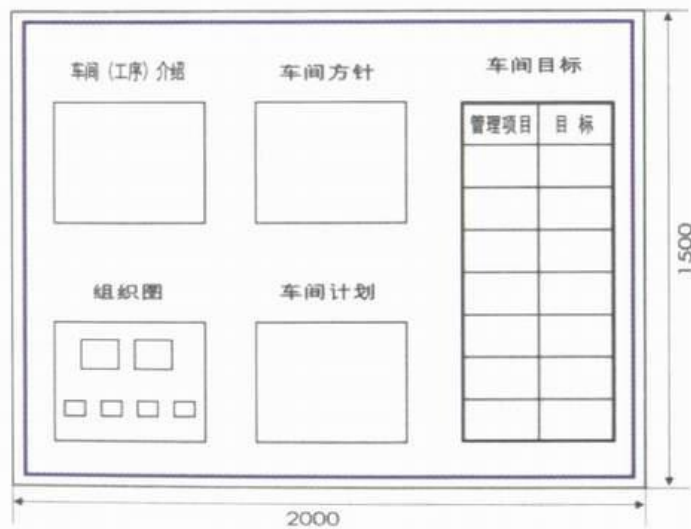 车间（工序）介绍
车间方针
车间目标
管理项目
目 标
组织图
车间计划
1500
2000